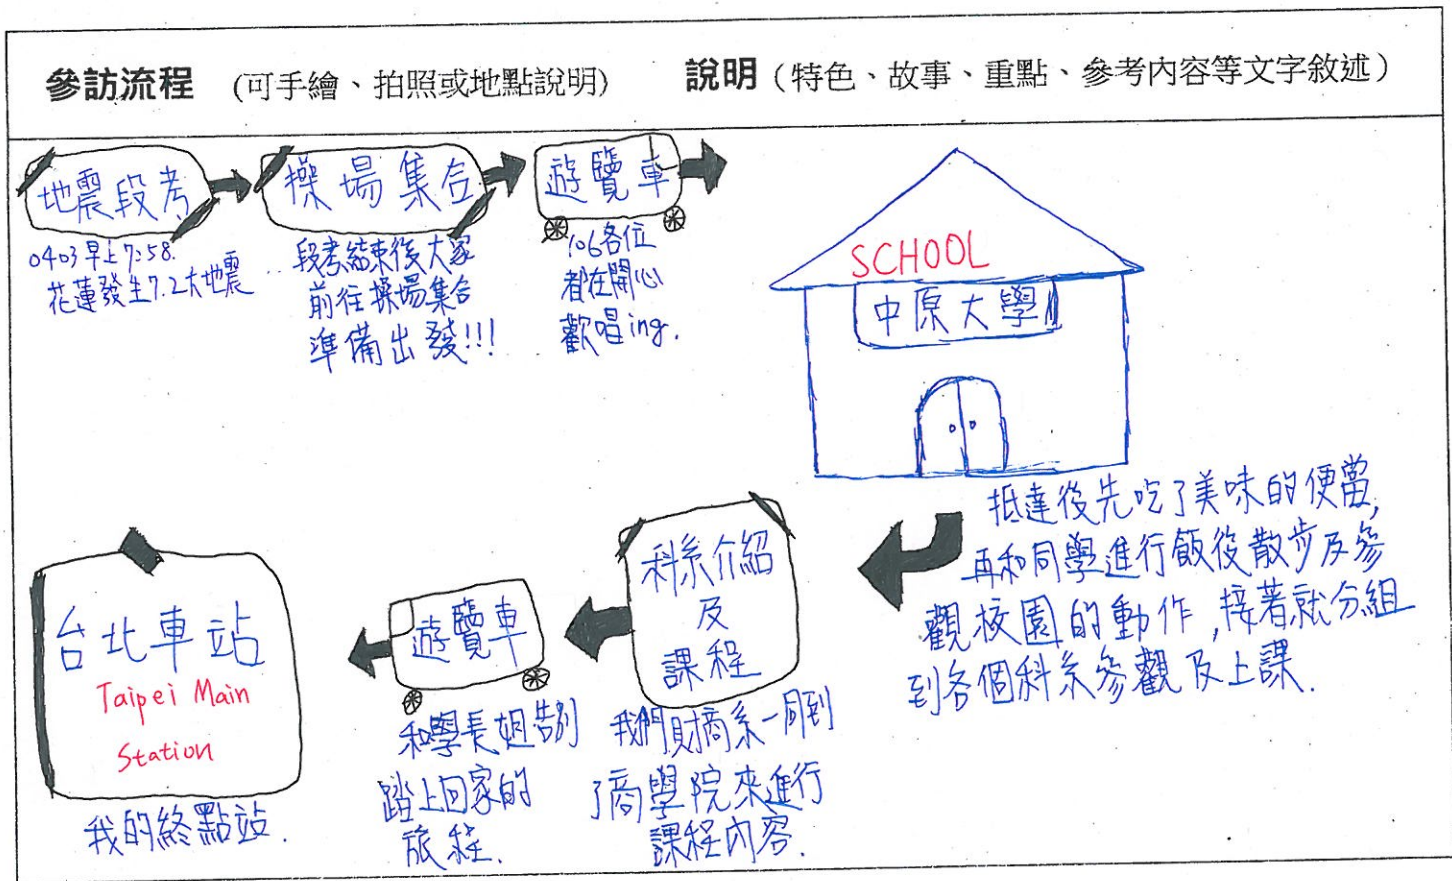 參訪流程 (可手繪、拍照或地點說明) 說明（特色、故事、重點、參考內容等文字敘述）
地震段考
0403早上7:58.
花蓮發生7.2大地震
操場集合
段考結束後大家
前往操場集合
準備出發!!!
遊覽車
106各位
都在開心
歡唱ing.
SCHOOL
中原大學
抵達後先吃了美味的便當,
再和同學進行飯後散步及參
觀校園的動作,接著就分組
到各個科系參觀及上課.
科系介紹
及
課程
我們財商系一同到
了商學院來進行
課程內容.
遊覽車
和學長姐告別
踏上回家的
旅程.
台北車站
Taipei Main
Station
我的終點站.